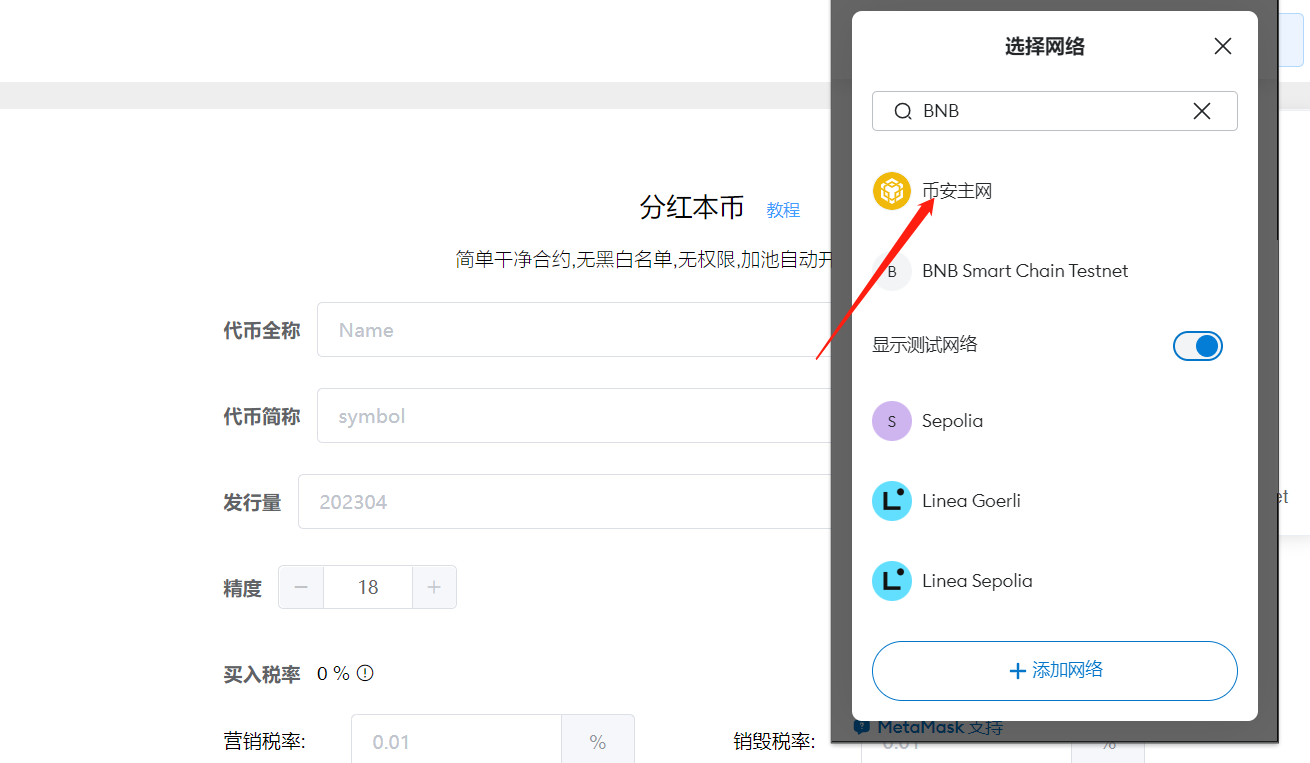 选择网络
BNB
币安主网
B BNB Smart Chain Testnet
显示测试网络
S Sepolia
Linea Goerli
Linea Sepolia
添加网络
MetaMask 支持
分红本币 教程
简单干净合约,无黑白名单,无权限,加池自动开
代币全称 Name
代币简称 symbol
发行量 202304
精度 18
买入税率 0 %
营销税率: 0.01 % 销毁税率: 0.01 %